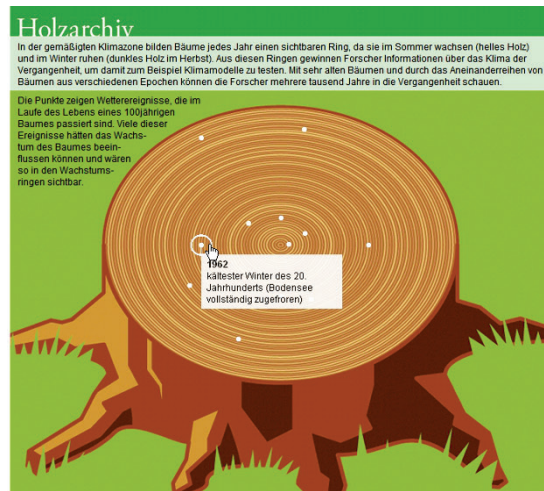 Holzarchiv
In der gemäßigten Klimazone bilden Bäume jedes Jahr einen sichtbaren Ring, da sie im Sommer wachsen (helles Holz)
und im Winter ruhen (dunkles Holz im Herbst). Aus diesen Ringen gewinnen Forscher Informationen über das Klima der
Vergangenheit, um damit zum Beispiel Klimamodelle zu testen. Mit sehr alten Bäumen und durch das Aneinanderreihen von
Bäumen aus verschiedenen Epochen können die Forscher mehrere tausend Jahre in die Vergangenheit schauen.
Die Punkte zeigen Wetterereignisse, die im
Laufe des Lebens eines 100jährigen
Baumes passiert sind. Viele dieser
Ereignisse hätten das Wachs-
tum des Baumes beein-
flussen können und wären
so in den Wachstums-
ringen sichtbar.
1962
kältester Winter des 20.
Jahrhunderts (Bodensee
vollständig zugefroren)